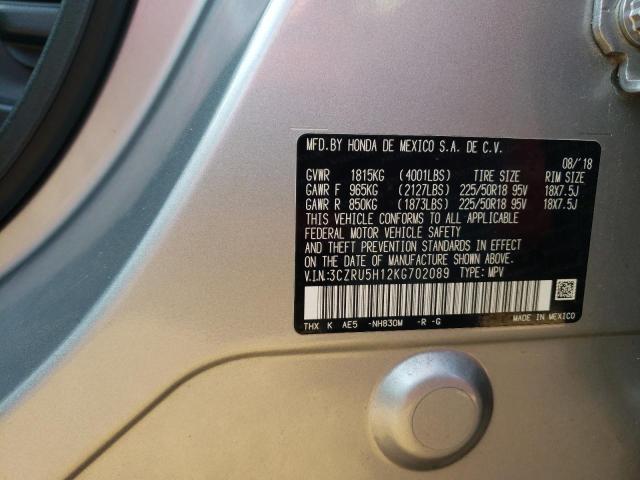 MFD.BY HONDA DE MEXICO S.A. DE C.V.
08/'18
GVWR 1815KG (4001LBS) TIRE SIZE RIM SIZE
GAWR F 965KG (2127LBS) 225/50R18 95V 18X7.5J
GAWR R 850KG (1873LBS) 225/50R18 95V 18X7.5J
THIS VEHICLE CONFORMS TO ALL APPLICABLE
FEDERAL MOTOR VEHICLE SAFETY
AND THEFT PREVENTION STANDARDS IN EFFECT
ON THE DATE OF MANUFACTURE SHOWN ABOVE.
V.I.N.:3CZRU5H12KG702089 TYPE: MPV
THX K AE5 -NH830M -R -G MADE IN MEXICO